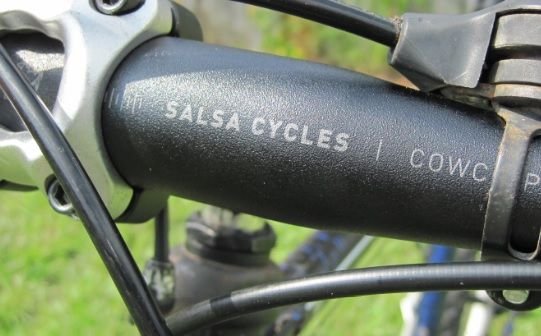 SALSA CYCLES | COWC P